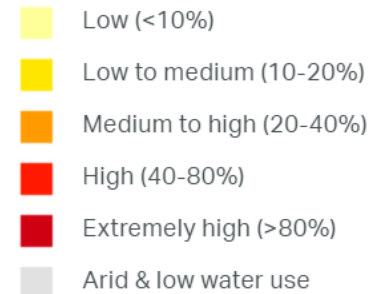 Low (<10%)
Low to medium (10-20%)
Medium to high (20-40%)
High (40-80%)
Extremely high (>80%)
Arid & low water use